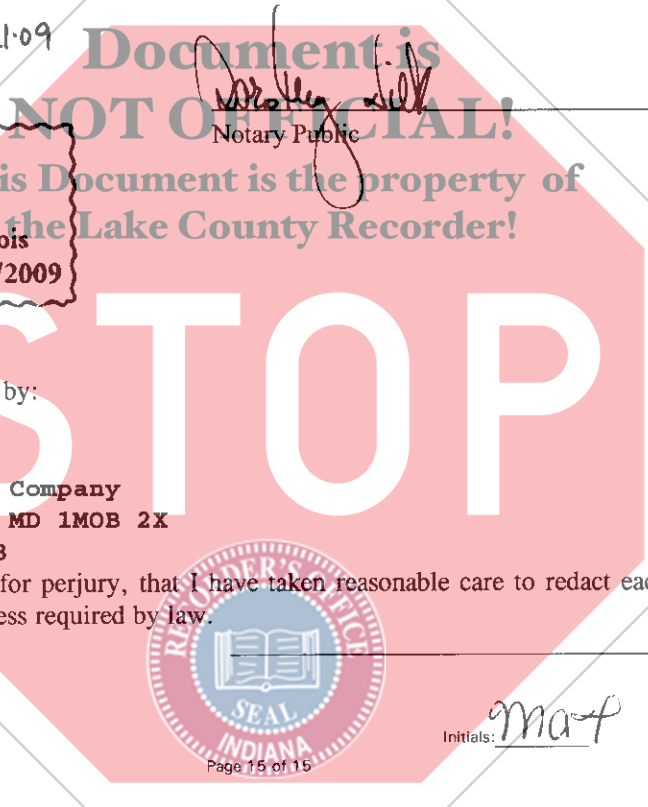 1.09
Document is
NOT OFFICIAL!
Notary Public
is Document is the property of
the Lake County Recorder!
ois
/2009
STOP
by:
Company
MD 1MOB 2X
3
for perjury, that I have taken reasonable care to redact eac
ess required by law.
RECORDER'S OFFICE
SEAL
INDIANA
Initials:
Page 15 of 15